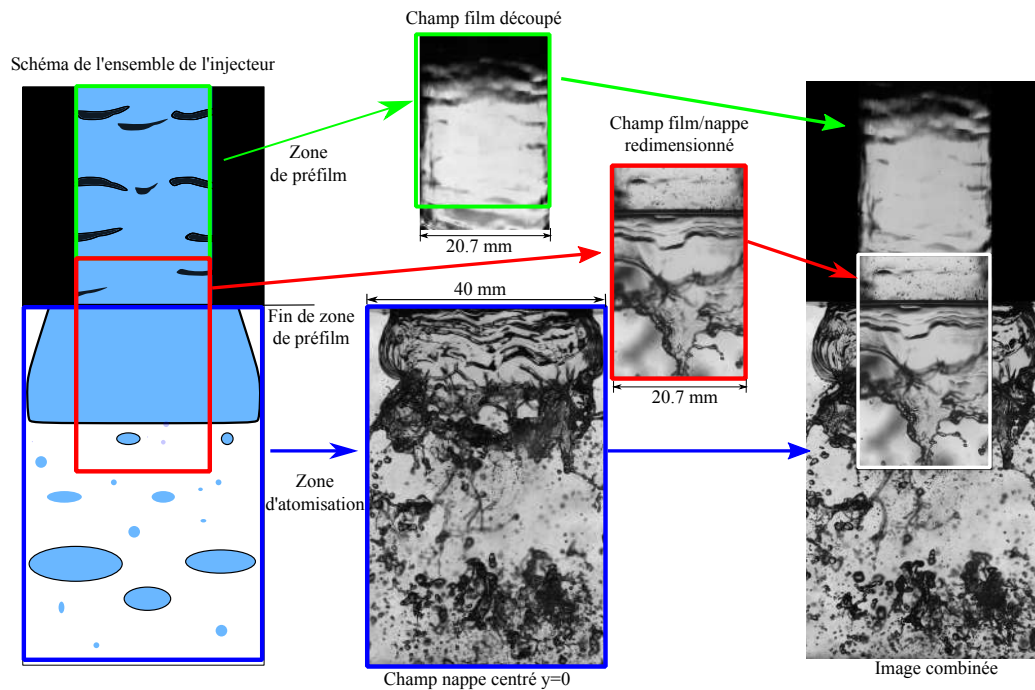 Champ film découpé
Schéma de l'ensemble de l'injecteur
Champ film/nappe
redimensionné
Zone
de préfilm
20.7 mm
40 mm
Fin de zone
de préfilm
20.7 mm
Zone
d'atomisation
Champ nappe centré y=0
Image combinée